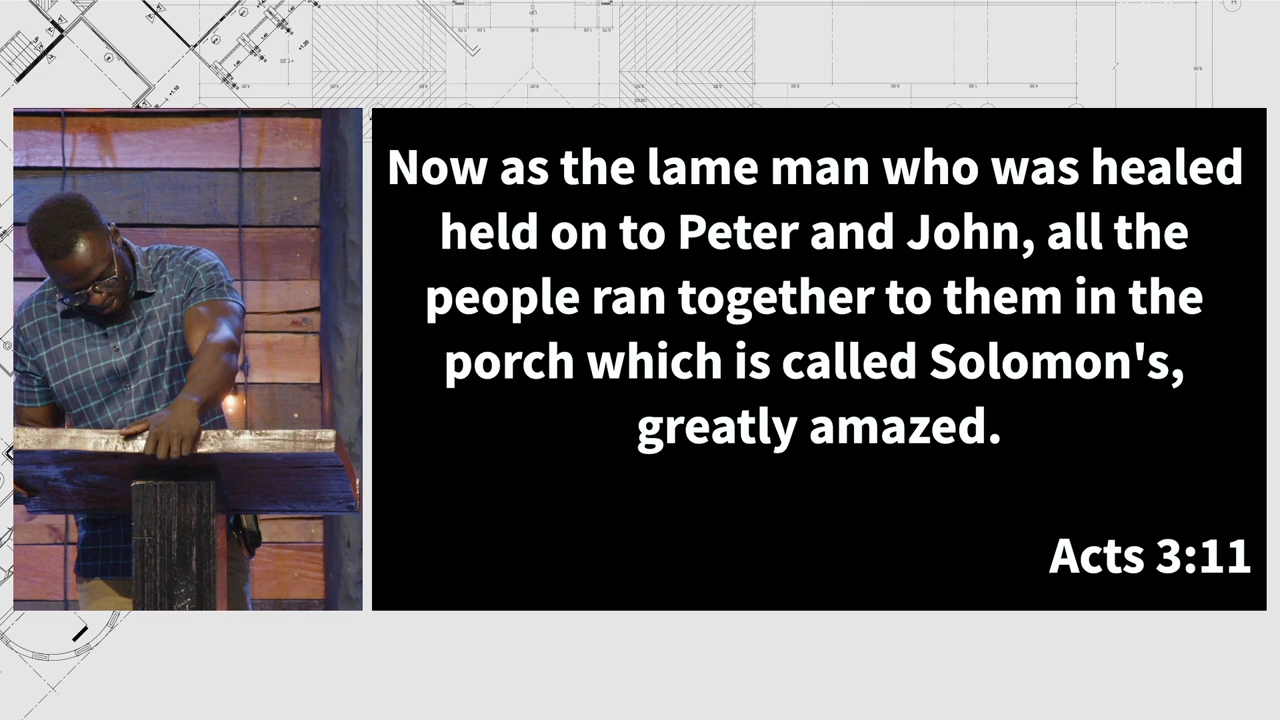 Now as the lame man who was healed
held on to Peter and John, all the
people ran together to them in the
porch which is called Solomon's,
greatly amazed.
Acts 3:11